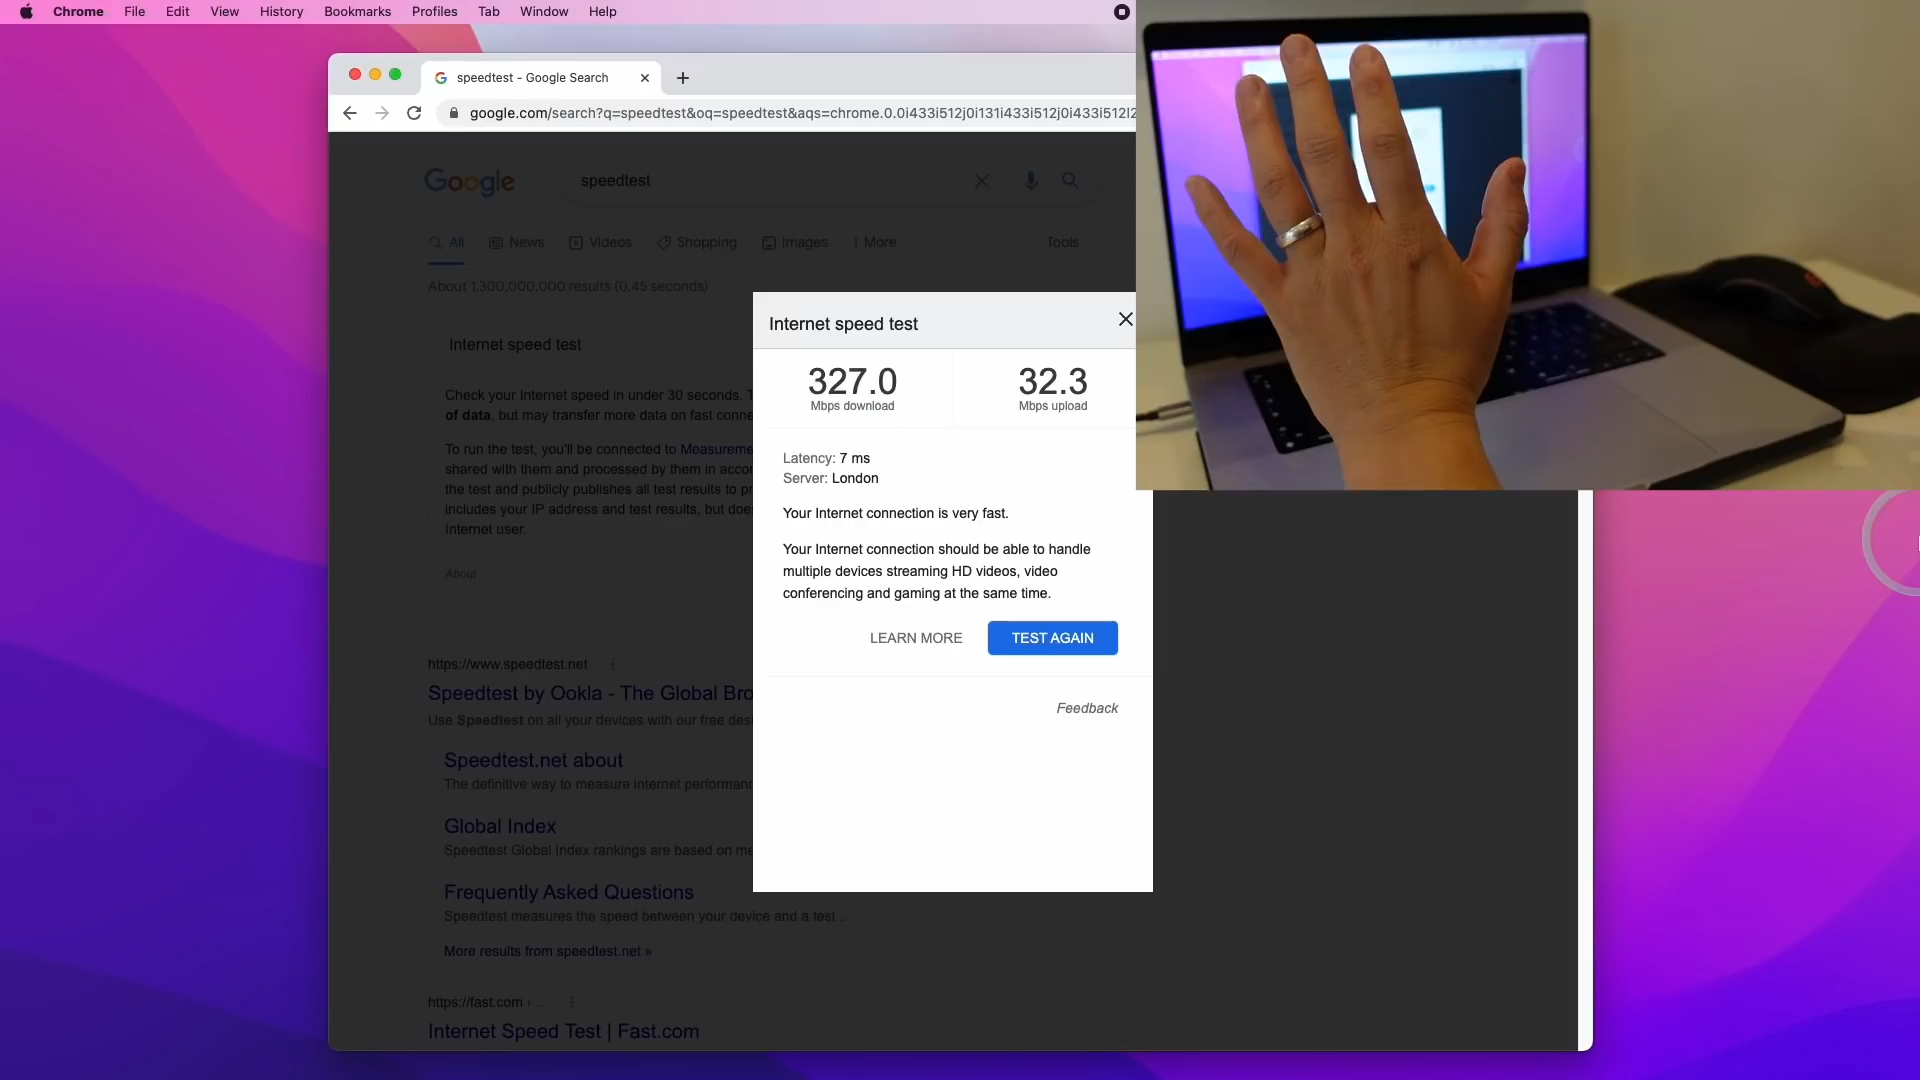 Chrome File Edit View History Bookmarks Profiles Tab Window Help
speedtest - Google Search
google.com/search?q=speedtest&oq=speedtest&aqs=chrome.0.0i433i512j0i131i433i512j0i433i512l2
Google speedtest
All News Videos Shopping Images More Tools
About 1,300,000,000 results (0.45 seconds)
Internet speed test
Check your Internet speed in under 30 seconds.
of data, but may transfer more data on fast conne
To run the test, you'll be connected to Measureme
shared with them and processed by them in acco
the test and publicly publishes all test results to pr
includes your IP address and test results, but doe
Internet user.
About
https://www.speedtest.net
Speedtest by Ookla - The Global Bro
Use Speedtest on all your devices with our free des
Speedtest.net about
The definitive way to measure internet performanc
Global Index
Speedtest Global Index rankings are based on me
Frequently Asked Questions
Speedtest measures the speed between your device and a test ...
More results from speedtest.net »
https://fast.com
Internet Speed Test | Fast.com
Internet speed test
327.0 32.3
Mbps download Mbps upload
Latency: 7 ms
Server: London
Your Internet connection is very fast.
Your Internet connection should be able to handle
multiple devices streaming HD videos, video
conferencing and gaming at the same time.
LEARN MORE TEST AGAIN
Feedback